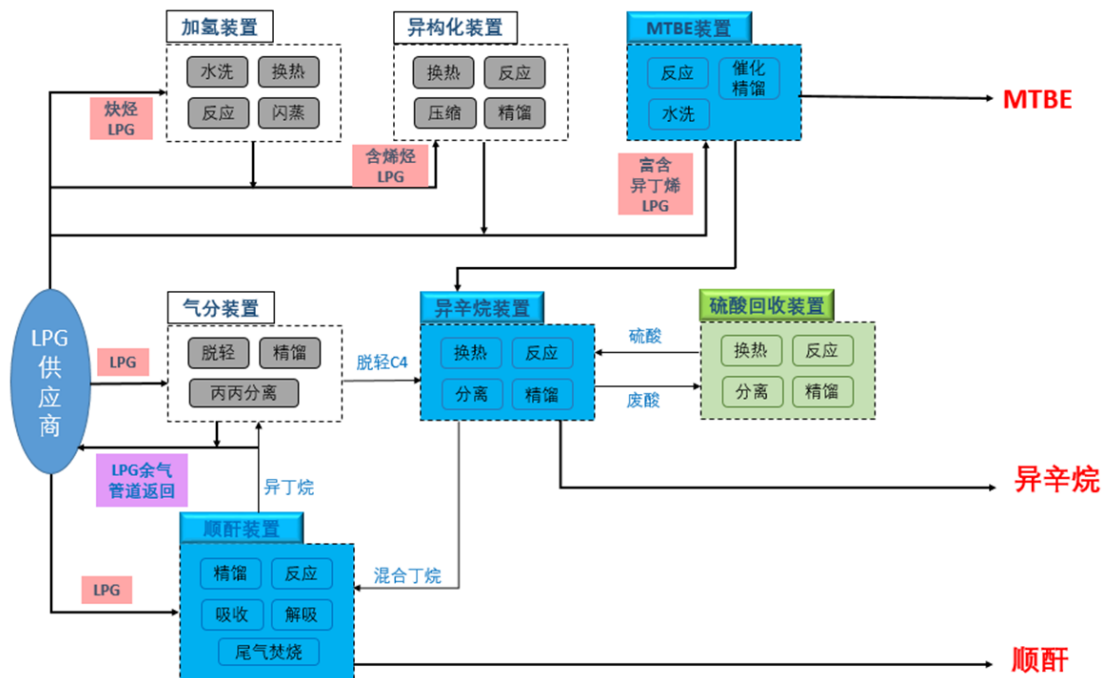 加氢装置
水洗
换热
反应
闪蒸
异构化装置
换热
反应
压缩
精馏
MTBE装置
反应
催化
精馏
水洗
MTBE
炔烃
LPG
含烯烃
LPG
富含
异丁烯
LPG
LPG
供
应
商
LPG
气分装置
脱轻
精馏
丙丙分离
脱轻C4
异辛烷装置
换热
反应
分离
精馏
硫酸
废酸
硫酸回收装置
换热
反应
分离
精馏
LPG余气
管道返回
异丁烷
异辛烷
顺酐装置
精馏
反应
吸收
解吸
尾气焚烧
混合丁烷
LPG
顺酐